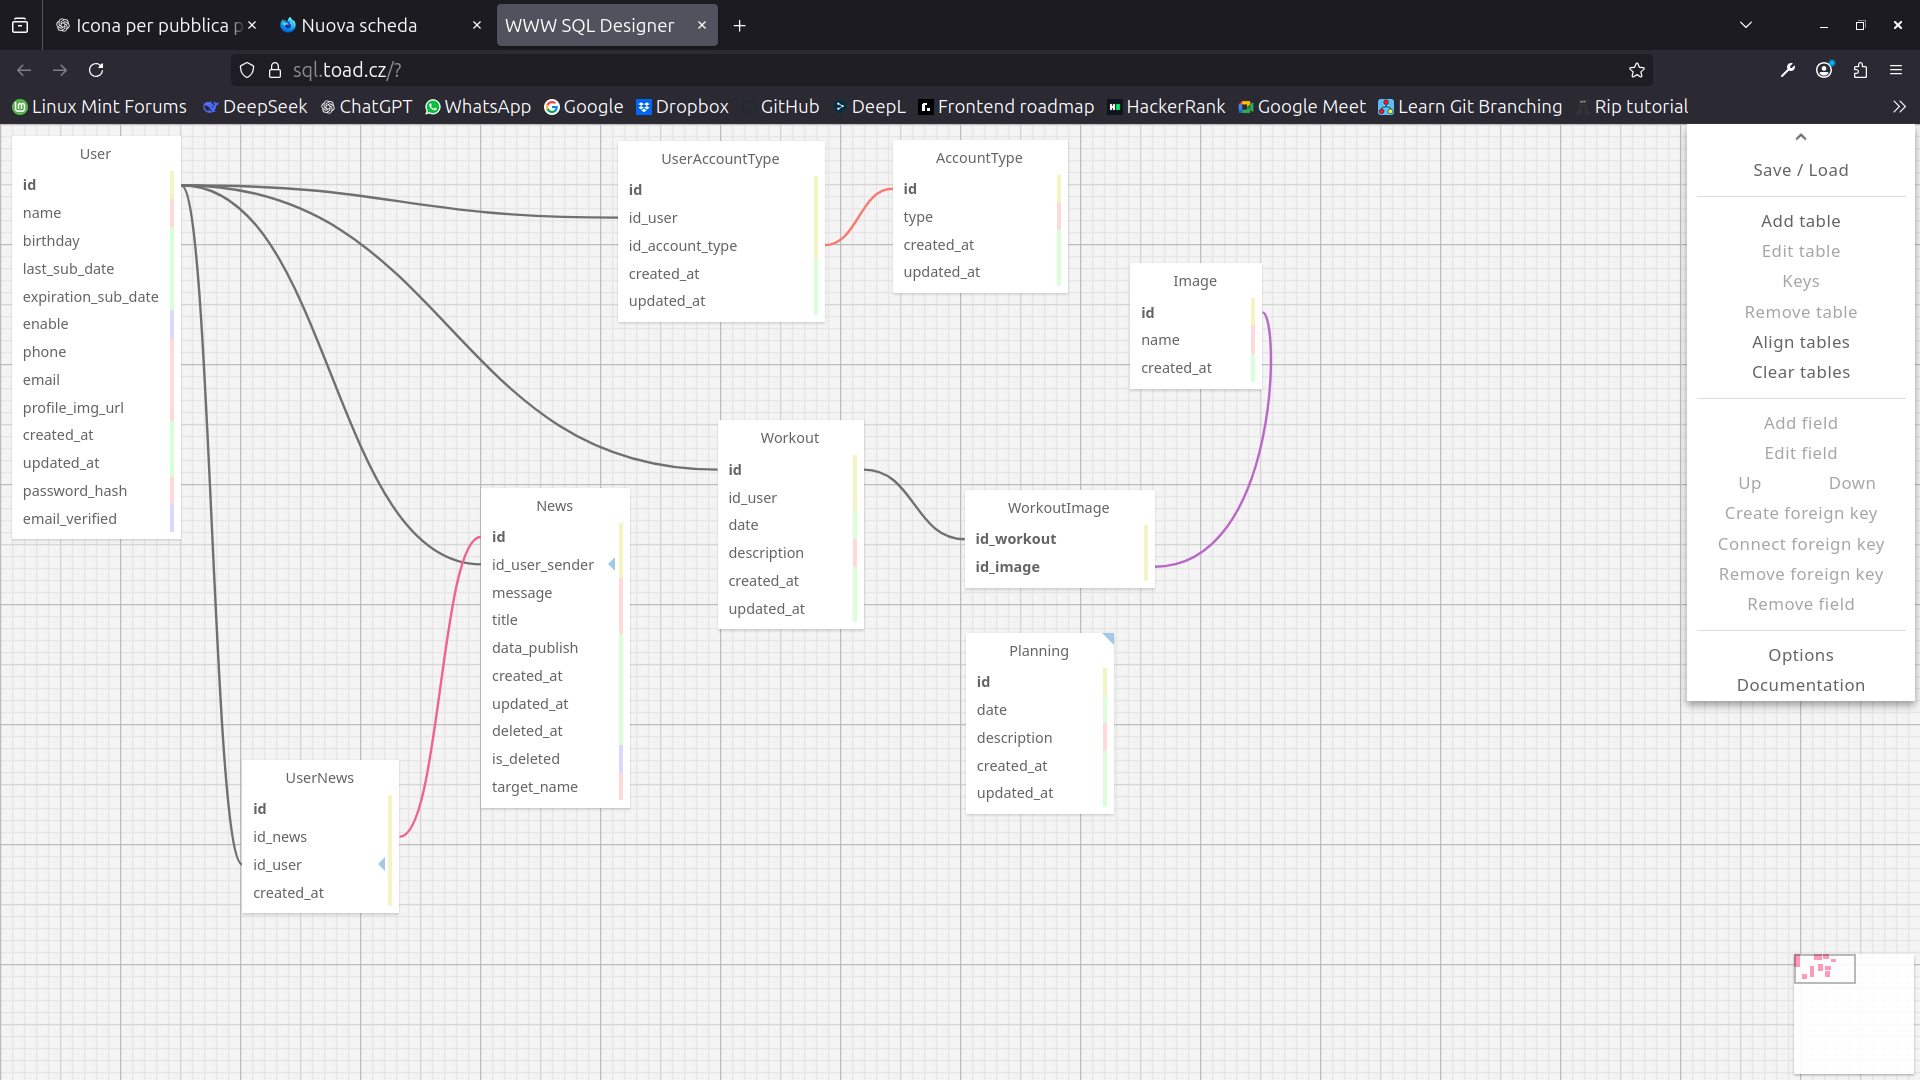 Icona per pubblica p
Nuova scheda
WWW SQL Designer
sql.toad.cz/?
Linux Mint Forums
DeepSeek
ChatGPT
WhatsApp
Google
Dropbox
GitHub
DeepL
Frontend roadmap
HackerRank
Google Meet
Learn Git Branching
Rip tutorial
User
id
name
birthday
last_sub_date
expiration_sub_date
enable
phone
email
profile_img_url
created_at
updated_at
password_hash
email_verified
UserAccountType
id
id_user
id_account_type
created_at
updated_at
AccountType
id
type
created_at
updated_at
Image
id
name
created_at
Workout
id
id_user
date
description
created_at
updated_at
News
id
id_user_sender
message
title
data_publish
created_at
updated_at
deleted_at
is_deleted
target_name
WorkoutImage
id_workout
id_image
Planning
id
date
description
created_at
updated_at
UserNews
id
id_news
id_user
created_at
Save / Load
Add table
Edit table
Keys
Remove table
Align tables
Clear tables
Add field
Edit field
Up Down
Create foreign key
Connect foreign key
Remove foreign key
Remove field
Options
Documentation